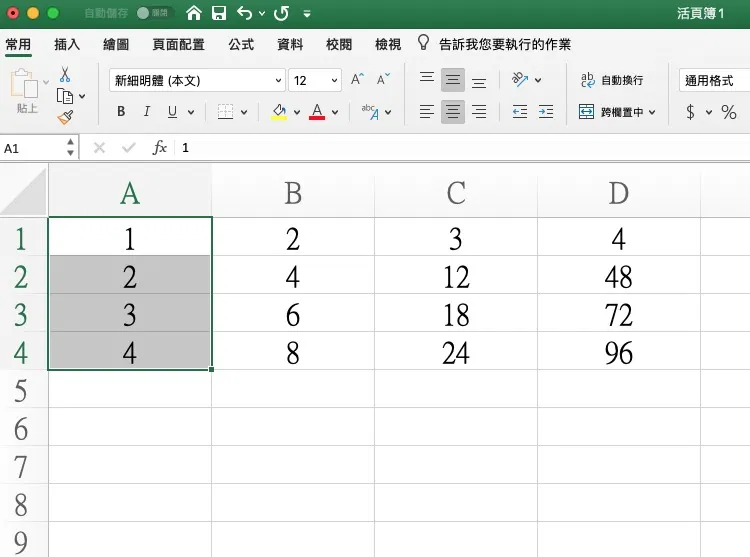 自動儲存 關閉 活頁簿1
常用 插入 繪圖 頁面配置 公式 資料 校閱 檢視 告訴我您要執行的作業
貼上 新細明體 (本文) 12 A A ab 自動換行 通用格式
B I U A abc A 跨欄置中 $ %
A1 fx 1
A B C D
1 1 2 3 4
2 2 4 12 48
3 3 6 18 72
4 4 8 24 96
5
6
7
8
9